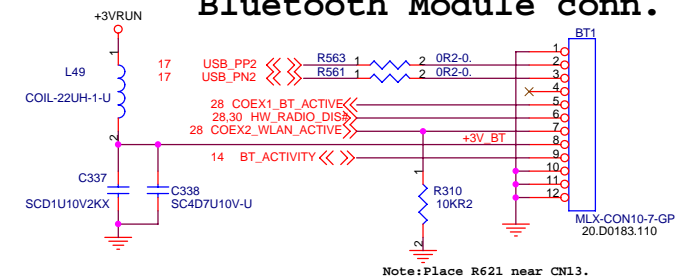 Bluetooth Module conn.
+3VRUN
BT1
1
17 USB_PP2 R563 1 2 0R2-0. 2
17 USB_PN2 R561 1 2 0R2-0. 3
L49
COIL-22UH-1-U
4
28 COEX1_BT_ACTIVE 5
28,30 HW_RADIO_DIS# 6
28 COEX2_WLAN_ACTIVE 7
2 +3V_BT 8
14 BT_ACTIVITY 9
10
11
12
C337
SCD1U10V2KX
C338
SC4D7U10V-U
1
R310
10KR2
2
MLX-CON10-7-GP
20.D0183.110
Note:Place R621 near CN13.